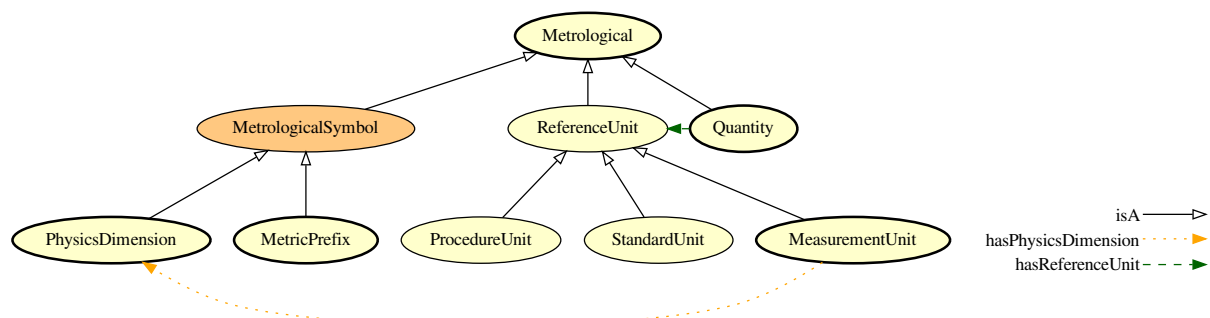 Metrological
MetrologicalSymbol
ReferenceUnit
Quantity
PhysicsDimension
MetricPrefix
ProcedureUnit
StandardUnit
MeasurementUnit
isA
hasPhysicsDimension
hasReferenceUnit